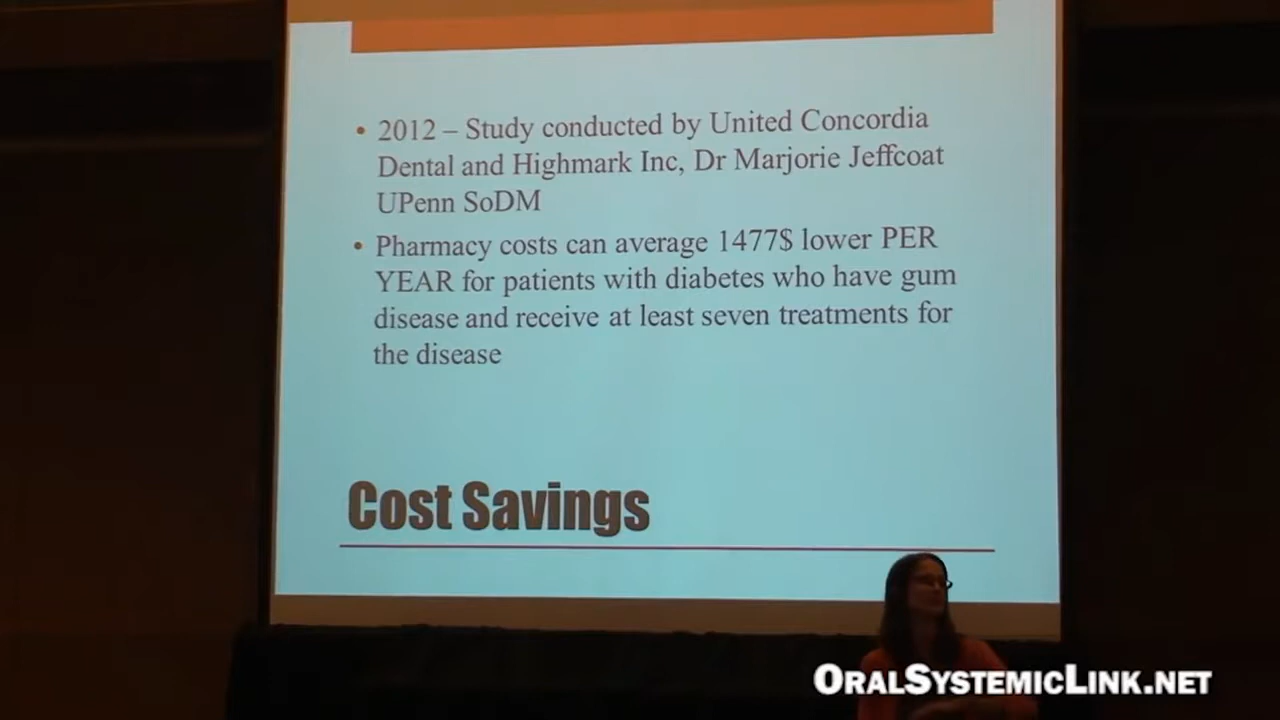 • 2012 – Study conducted by United Concordia
Dental and Highmark Inc, Dr Marjorie Jeffcoat
UPenn SoDM
• Pharmacy costs can average 1477$ lower PER
YEAR for patients with diabetes who have gum
disease and receive at least seven treatments for
the disease
Cost Savings
ORALSYSTEMICLINK.NET